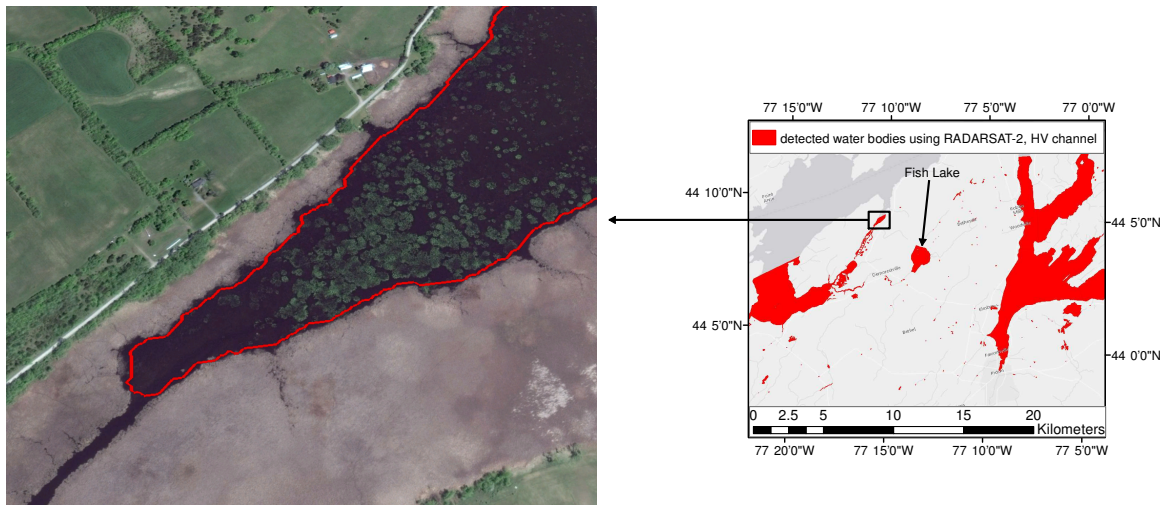 77 15'0"W 77 10'0"W 77 5'0"W 77 0'0"W
detected water bodies using RADARSAT-2, HV channel
Fish Lake
44 10'0"N
44 5'0"N
44 5'0"N
44 0'0"N
0 2.5 5 10 15 20
Kilometers
77 20'0"W 77 15'0"W 77 10'0"W 77 5'0"W